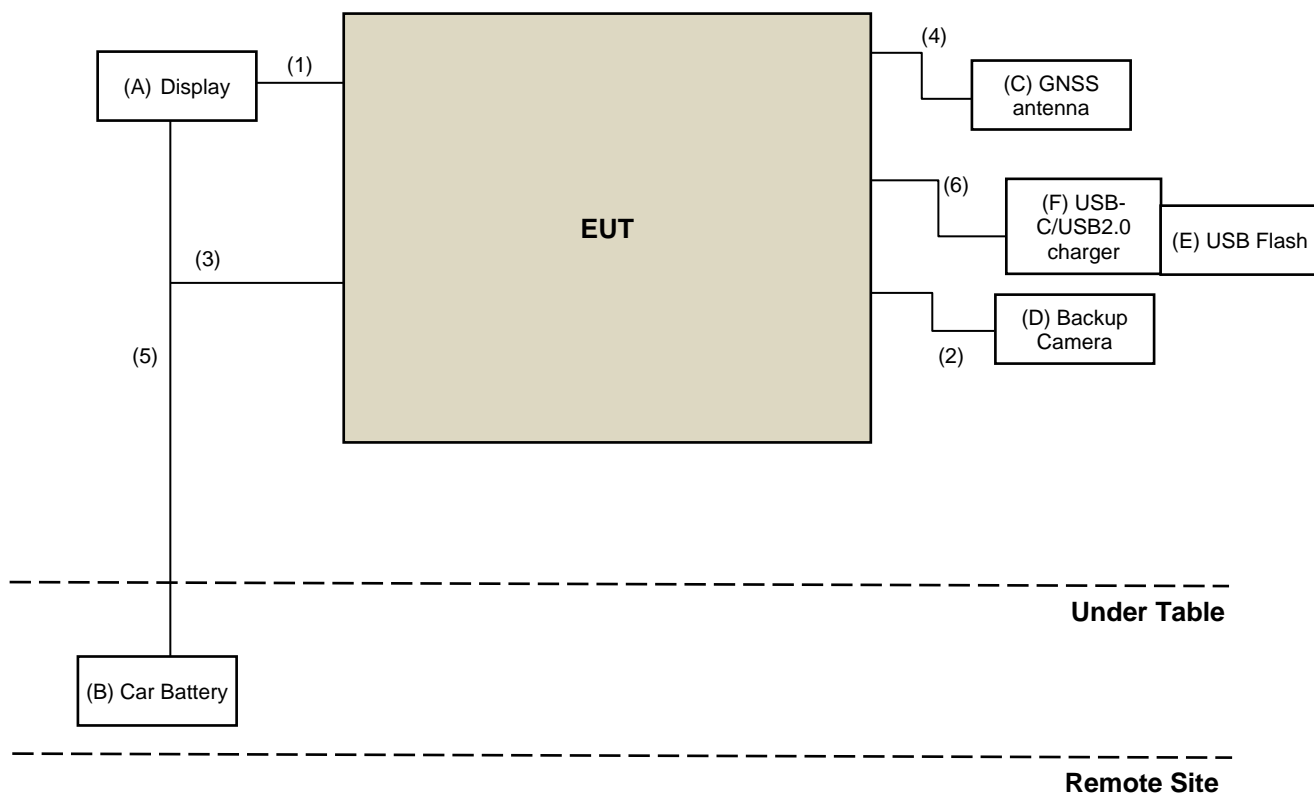 (A) Display
(1)
(3)
(5)
EUT
(4)
(C) GNSS
antenna
(6)
(F) USB-
C/USB2.0
charger
(E) USB Flash
(D) Backup
Camera
(2)
Under Table
(B) Car Battery
Remote Site